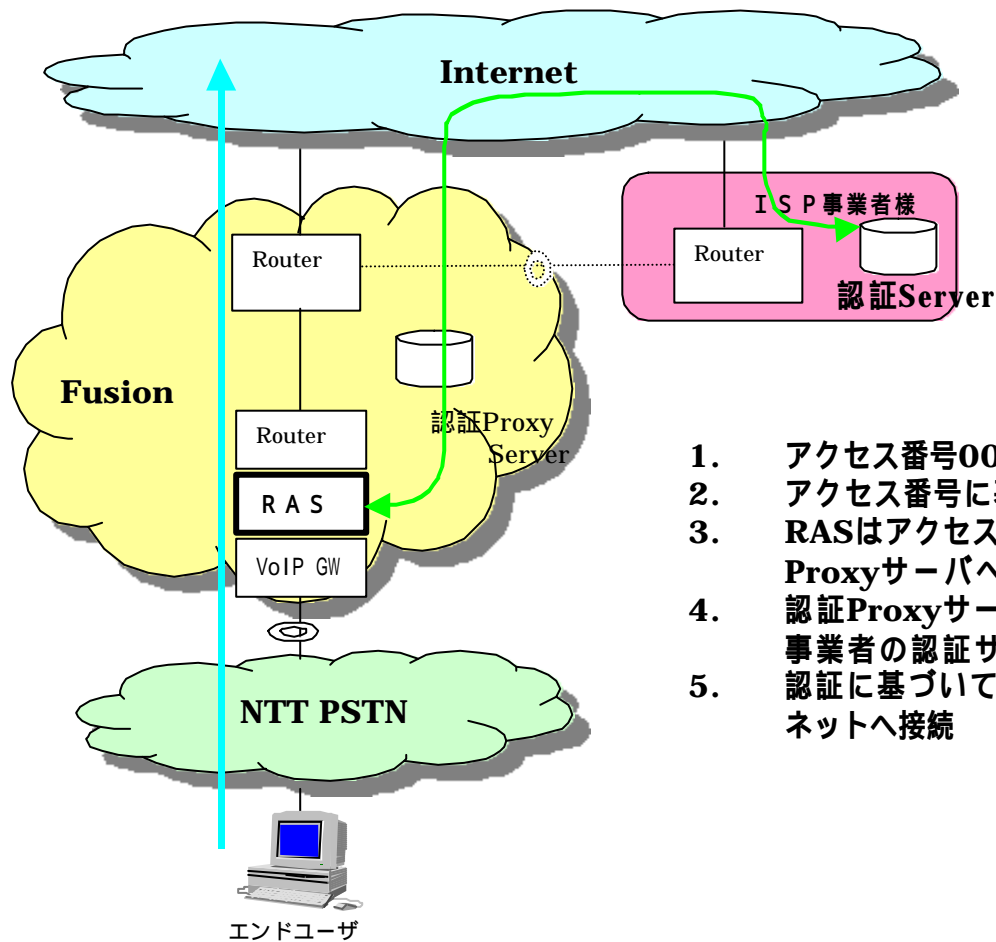 Internet
ＩＳＰ事業者様
Router
Router
認証Server
Fusion
認証Proxy
Server
Router
ＲＡＳ
VoIP GW
NTT PSTN
エンドユーザ
1. アクセス番号00
2. アクセス番号に
3. RASはアクセス
Proxyサーバへ
4. 認証Proxyサー
事業者の認証サ
5. 認証に基づいて
ネットへ接続